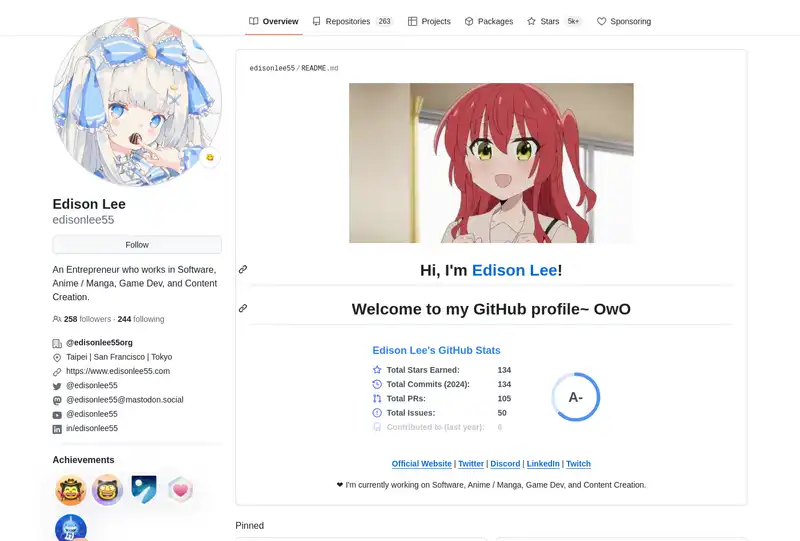 Overview
Repositories 263
Projects
Packages
Stars 5k+
Sponsoring
Edison Lee
edisonlee55
Follow
An Entrepreneur who works in Software,
Anime / Manga, Game Dev, and Content
Creation.
258 followers · 244 following
@edisonlee55org
Taipei | San Francisco | Tokyo
https://www.edisonlee55.com
@edisonlee55
@edisonlee55@mastodon.social
@edisonlee55
in/edisonlee55
Achievements
edisonlee55/README.md
Hi, I'm Edison Lee!
Welcome to my GitHub profile~ OwO
Edison Lee's GitHub Stats
Total Stars Earned: 134
Total Commits (2024): 134
Total PRs: 105
Total Issues: 50
Contributed to (last year): 6
A-
Official Website | Twitter | Discord | LinkedIn | Twitch
❤ I'm currently working on Software, Anime / Manga, Game Dev, and Content Creation.
Pinned